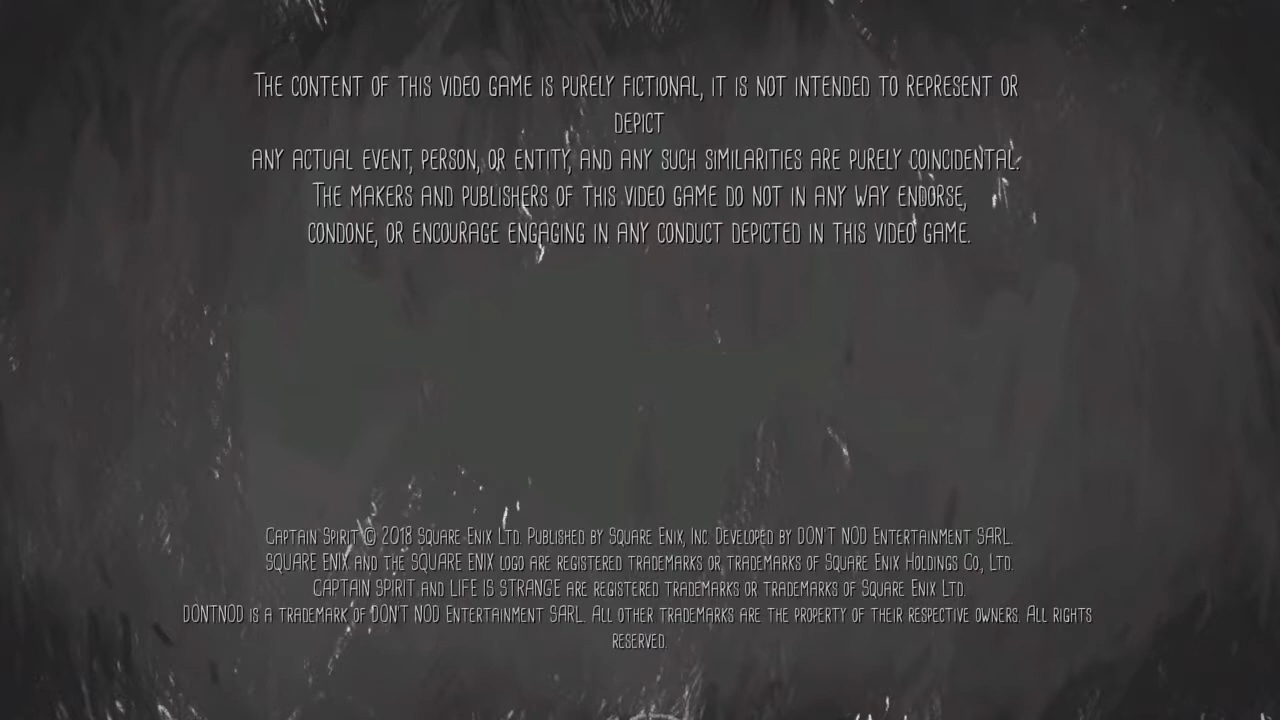 The content of this video game is purely fictional, it is not intended to represent or
depict
any actual event, person, or entity, and any such similarities are purely coincidental.
The makers and publishers of this video game do not in any way endorse,
condone, or encourage engaging in any conduct depicted in this video game.
Captain Spirit © 2018 Square Enix Ltd. Published by Square Enix, Inc. Developed by DON'T NOD Entertainment SARL.
SQUARE ENIX and the SQUARE ENIX logo are registered trademarks or trademarks of Square Enix Holdings Co., Ltd.
CAPTAIN SPIRIT and LIFE IS STRANGE are registered trademarks or trademarks of Square Enix Ltd.
DONTNOD is a trademark of DON'T NOD Entertainment SARL. All other trademarks are the property of their respective owners. All rights
reserved.